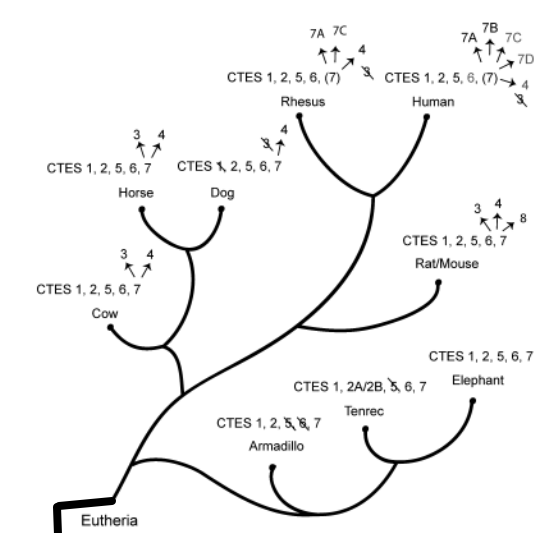 7A 7C
4
3
CTES 1, 2, 5, 6, (7)
Rhesus
7A 7B 7C
7D
CTES 1, 2, 5, 6, (7)
4
3
Human
3 4
CTES 1, 2, 5, 6, 7
Horse
3 4
CTES 1, 2, 5, 6, 7
Dog
3 4
CTES 1, 2, 5, 6, 7
Cow
3 4 8
CTES 1, 2, 5, 6, 7
Rat/Mouse
CTES 1, 2, 5, 6, 7
Elephant
CTES 1, 2A/2B, 5, 6, 7
Tenrec
CTES 1, 2, 5, 6, 7
Armadillo
Eutheria